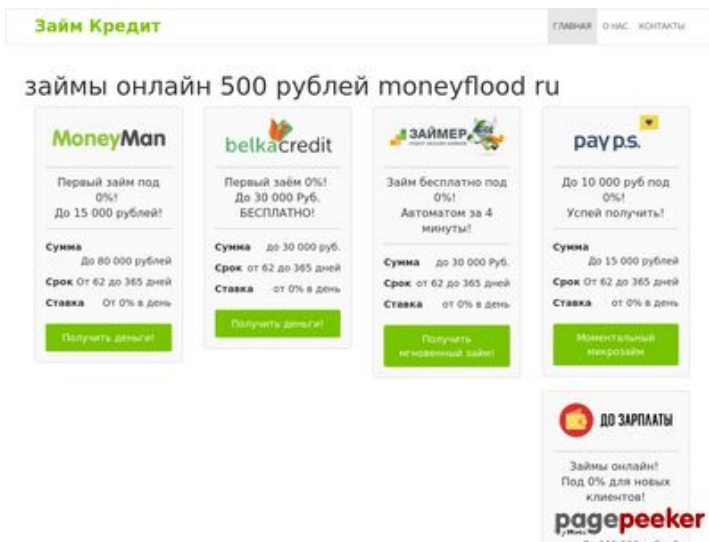 Займ Кредит
ГЛАВНАЯ О НАС КОНТАКТЫ
займы онлайн 500 рублей moneyflood ru
MoneyMan
Первый займ под
0%!
До 15 000 рублей!
Сумма
До 80 000 рублей
Срок От 62 до 365 дней
Ставка От 0% в день
Получить деньги!
belkacredit
Первый заём 0%!
До 30 000 Руб.
БЕСПЛАТНО!
Сумма до 30 000 руб.
Срок от 62 до 365 дней
Ставка от 0% в день
Получить деньги!
ЗАЙМЕР
Займ бесплатно под
0%!
Автоматом за 4
минуты!
Сумма до 30 000 Руб.
Срок от 62 до 365 дней
Ставка от 0% в день
Получить
мгновенный займ!
pay p.s.
До 10 000 руб под
0%!
Успей получить!
Сумма
До 15 000 рублей
Срок От 62 до 365 дней
Ставка От 0% в день
Моментальный
микрозайм
ДО ЗАРПЛАТЫ
Займы онлайн!
Под 0% для новых
клиентов!
pagepeeker